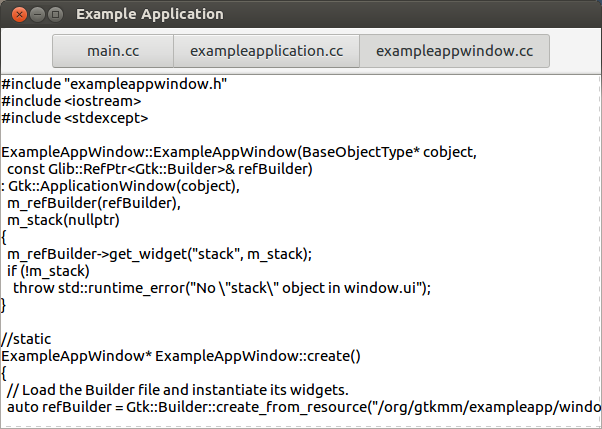 Example Application
main.cc exampleapplication.cc exampleappwindow.cc
#include "exampleappwindow.h"
#include <iostream>
#include <stdexcept>
ExampleAppWindow::ExampleAppWindow(BaseObjectType* cobject,
const Glib::RefPtr<Gtk::Builder>& refBuilder)
: Gtk::ApplicationWindow(cobject),
m_refBuilder(refBuilder),
m_stack(nullptr)
{
m_refBuilder->get_widget("stack", m_stack);
if (!m_stack)
throw std::runtime_error("No \"stack\" object in window.ui");
}
//static
ExampleAppWindow* ExampleAppWindow::create()
{
// Load the Builder file and instantiate its widgets.
auto refBuilder = Gtk::Builder::create_from_resource("/org/gtkmm/exampleapp/windo